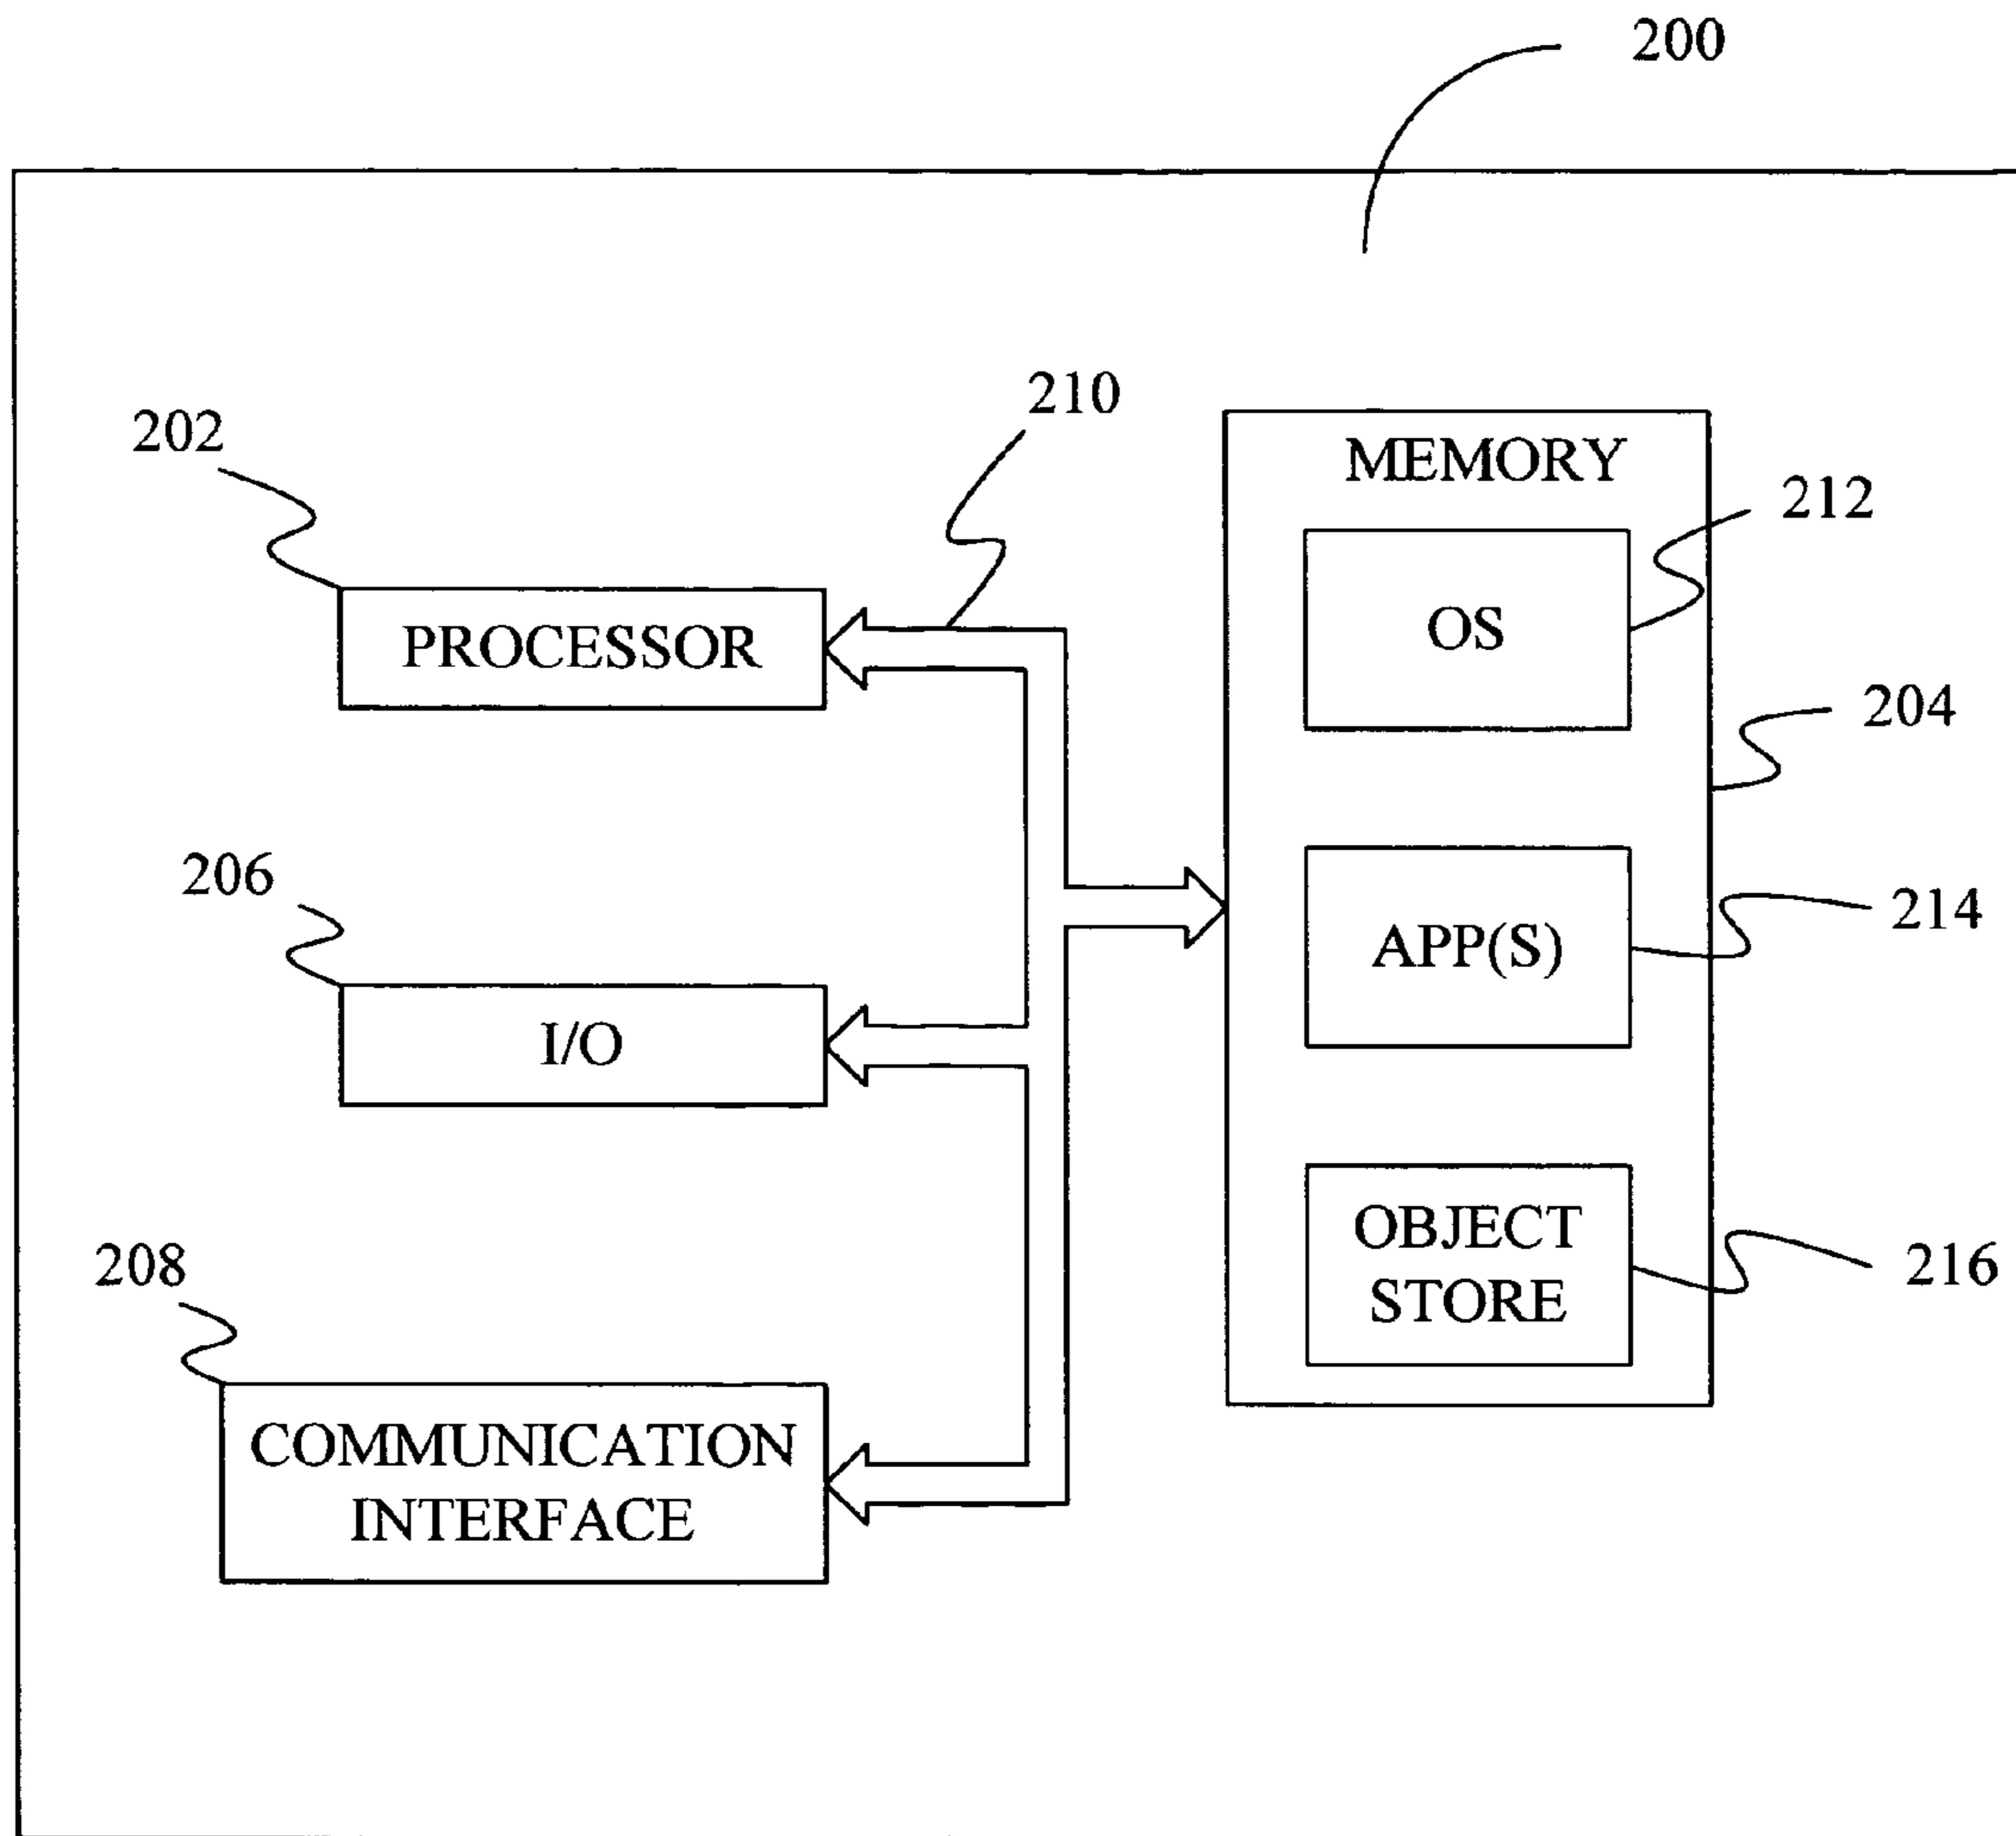 200
210
202
MEMORY
212
OS
PROCESSOR
204
206
214
APP(S)
I/O
208
OBJECT
STORE
216
COMMUNICATION
INTERFACE